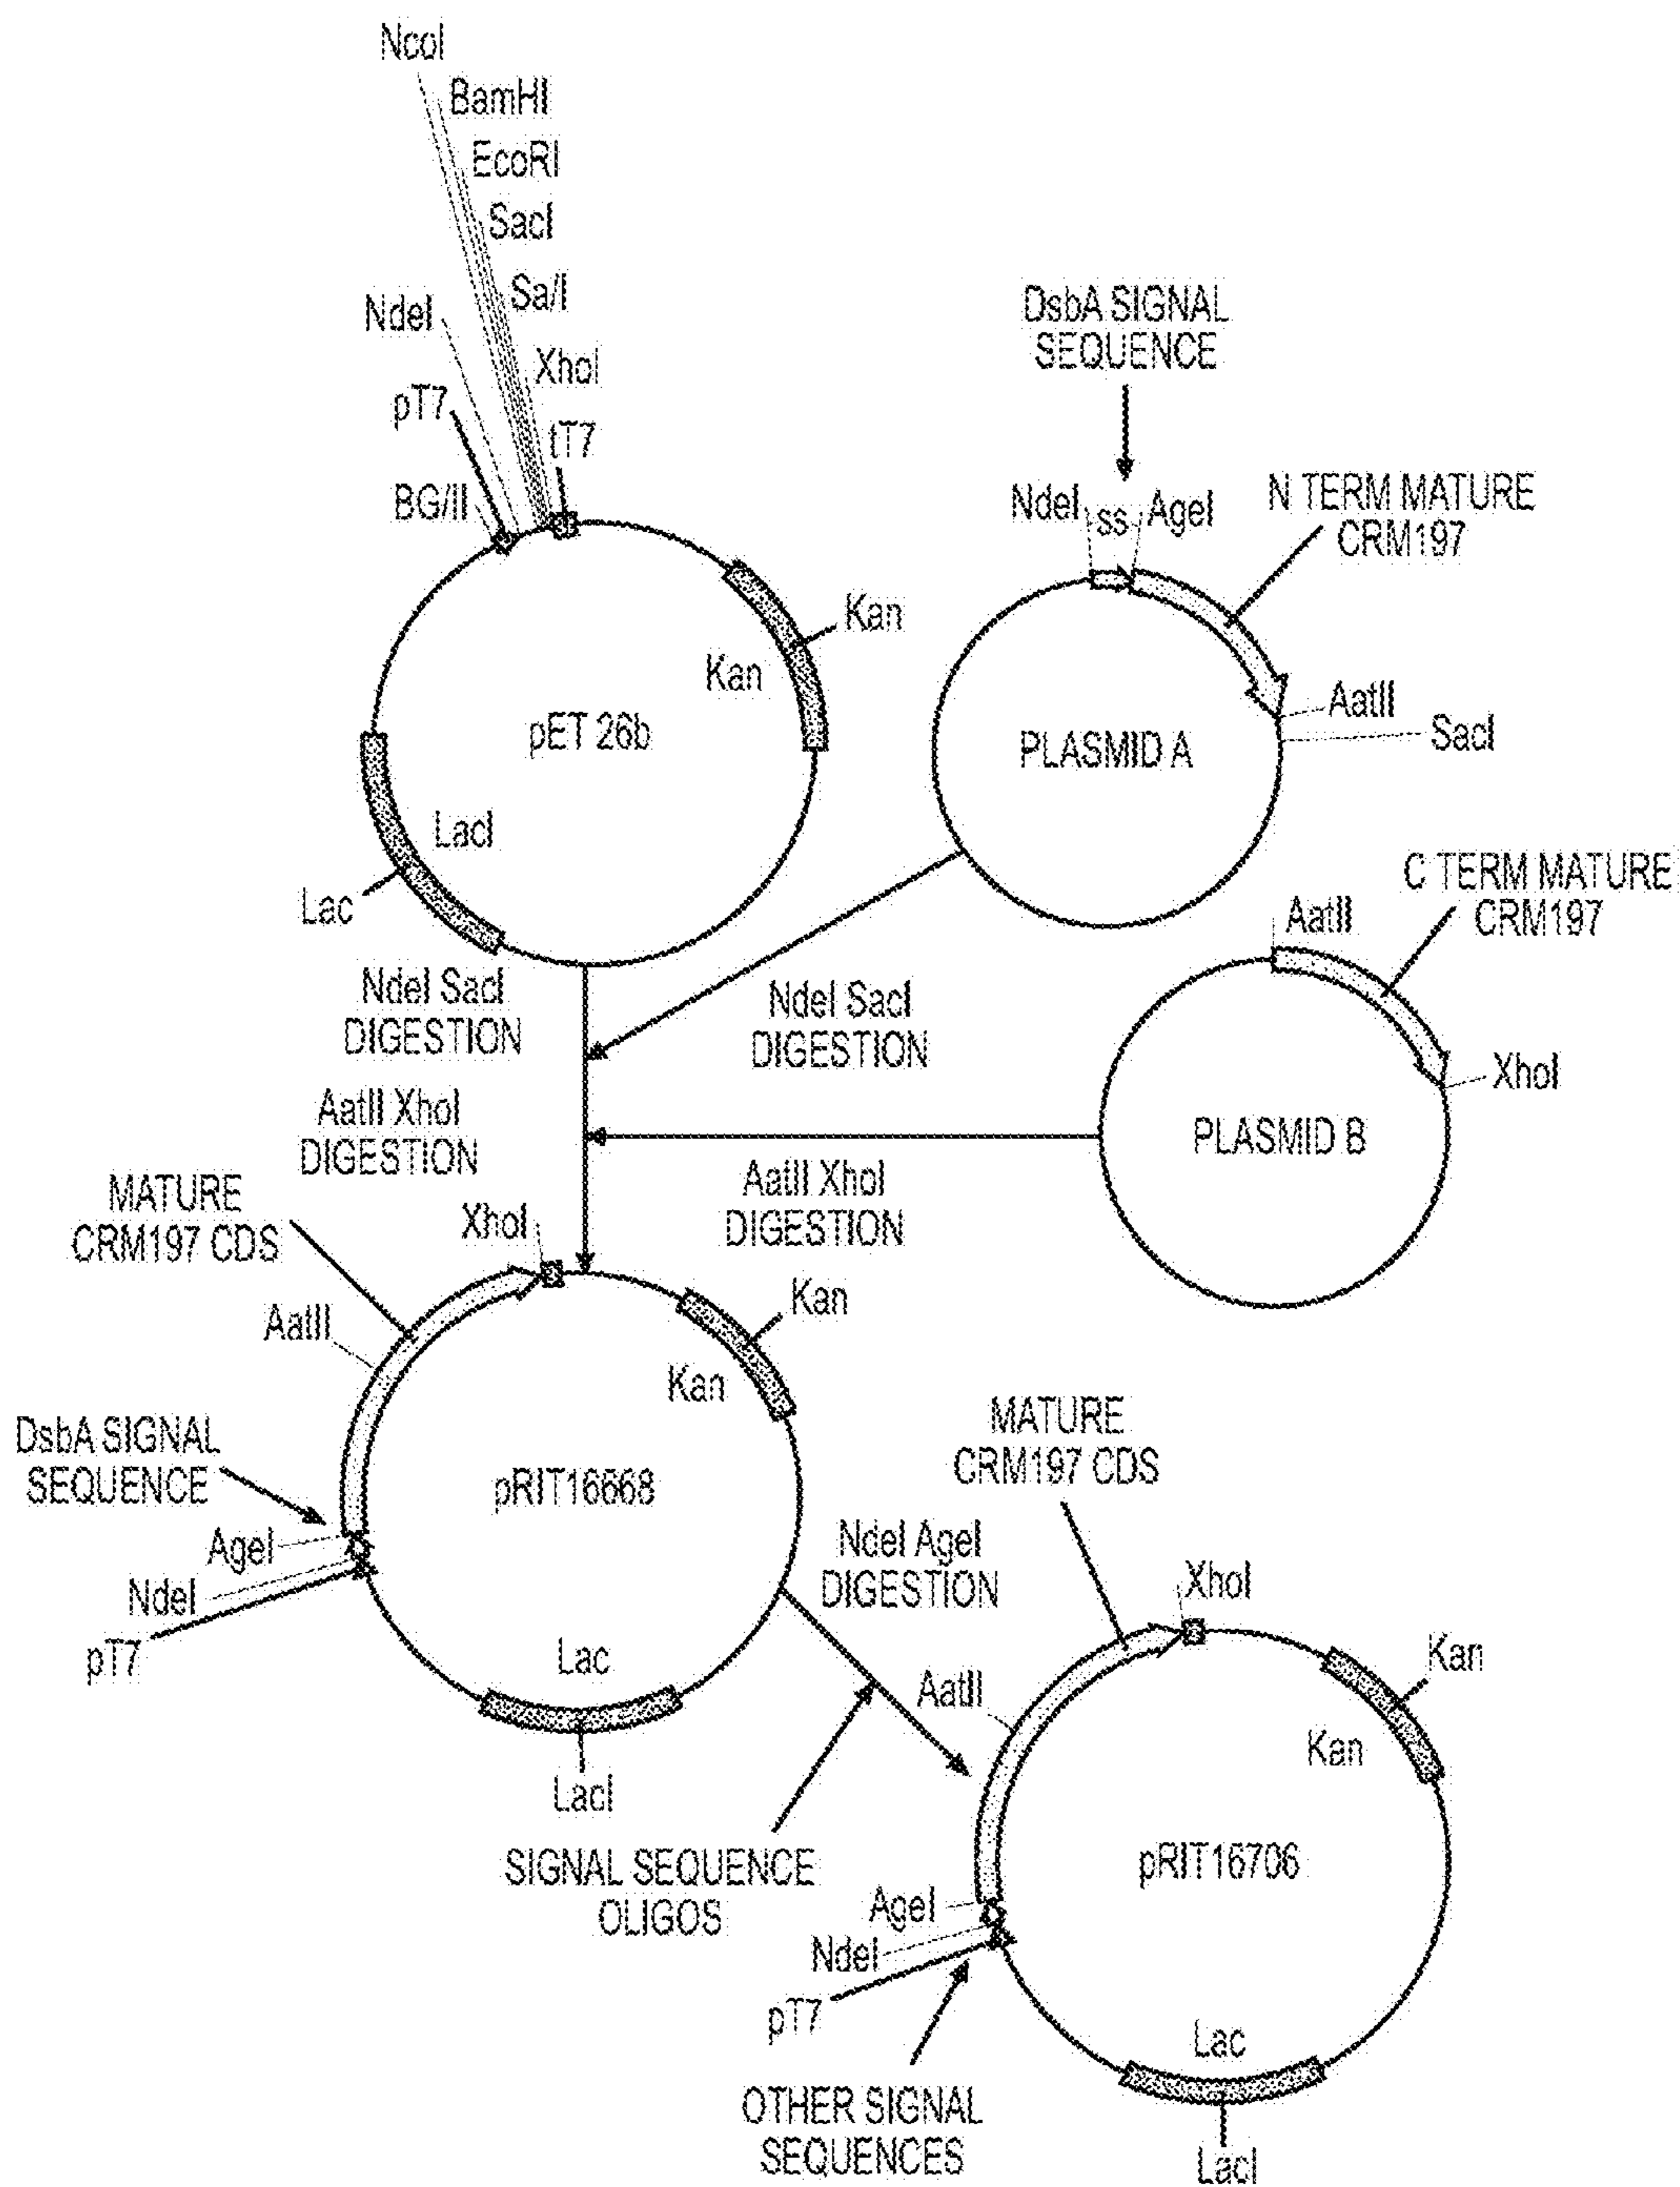 NcoI
BamHI
EcoRI
SacI
Sa/I
NdeI
XhoI
pT7
tT7
BG/II
Kan
Kan
pET 26b
LacI
Lac
DsbA SIGNAL
SEQUENCE
NdeI
ss
AgeI
N TERM MATURE
CRM197
AatII
SacI
PLASMID A
C TERM MATURE
CRM197
AatII
XhoI
PLASMID B
NdeI SacI
DIGESTION
NdeI SacI
DIGESTION
AatII XhoI
DIGESTION
AatII XhoI
DIGESTION
MATURE
CRM197 CDS
XhoI
AatII
Kan
Kan
DsbA SIGNAL
SEQUENCE
pRIT16668
AgeI
NdeI
pT7
Lac
LacI
NdeI AgeI
DIGESTION
SIGNAL SEQUENCE
OLIGOS
MATURE
CRM197 CDS
XhoI
AatII
Kan
Kan
pRIT16706
AgeI
NdeI
pT7
Lac
LacI
OTHER SIGNAL
SEQUENCES